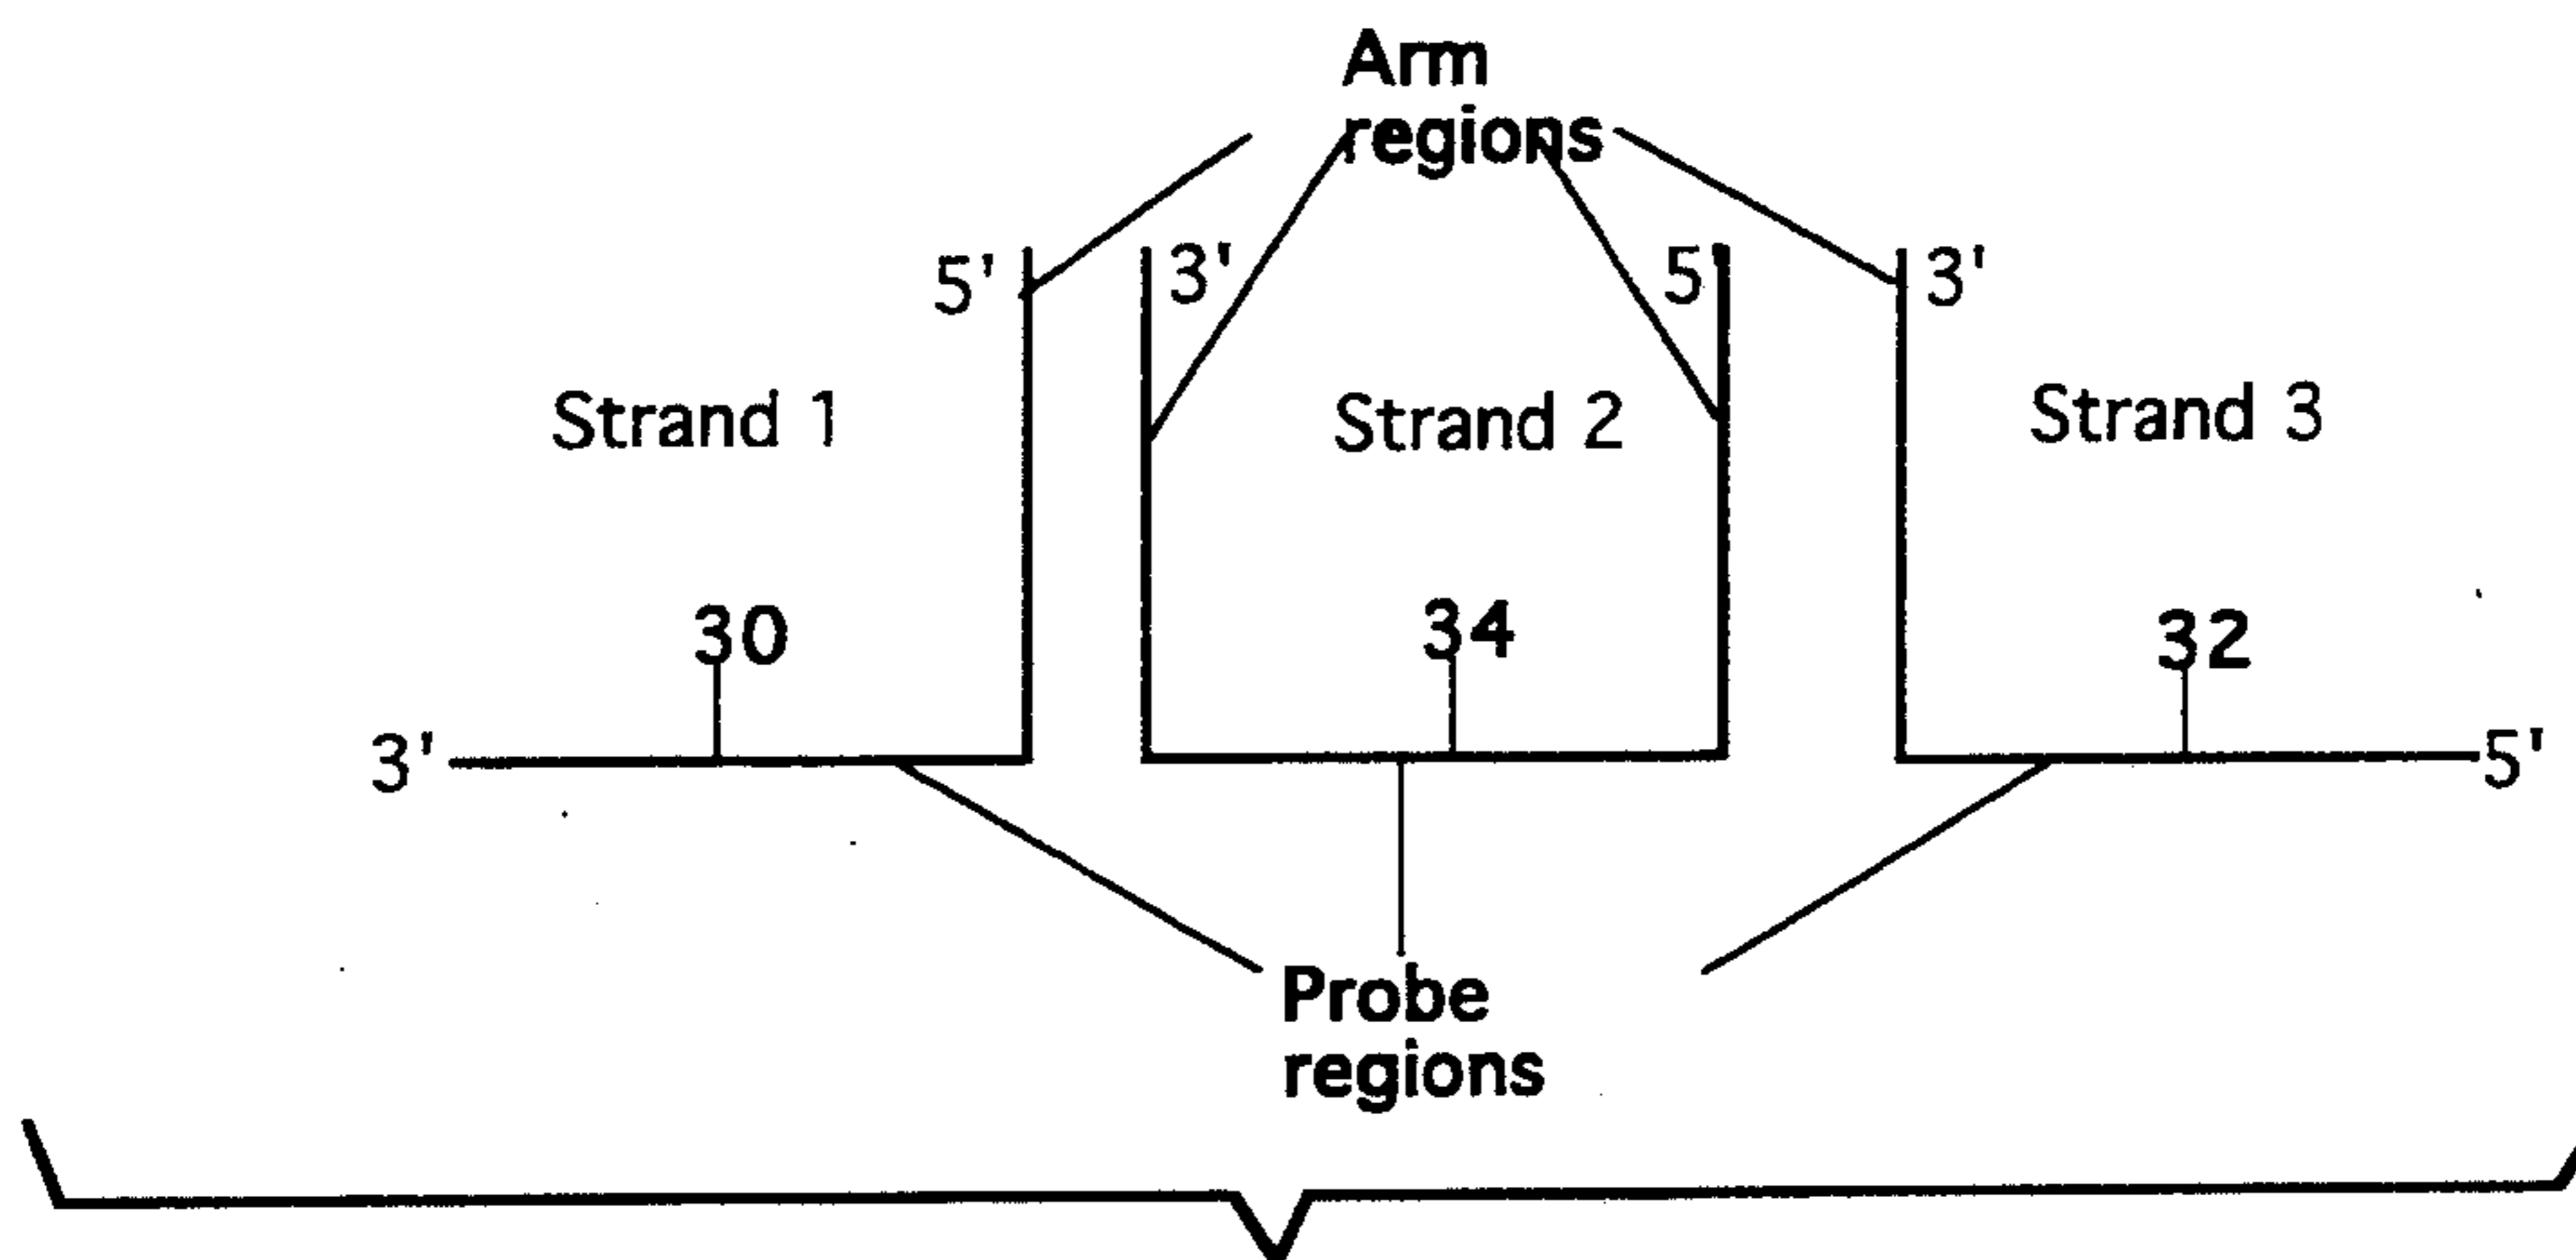 Arm
regions
5' 3' 5' 3'
Strand 1 Strand 2 Strand 3
30 34 32
3' 5'
Probe
regions